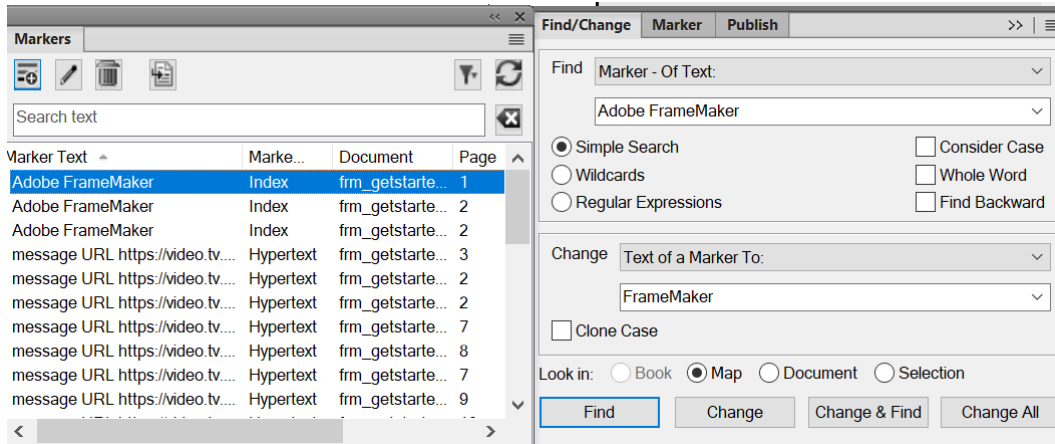 Markers
Search text
Marker Text Marke... Document Page
Adobe FrameMaker Index frm_getstarte... 1
Adobe FrameMaker Index frm_getstarte... 2
Adobe FrameMaker Index frm_getstarte... 2
message URL https://video.tv.... Hypertext frm_getstarte... 3
message URL https://video.tv.... Hypertext frm_getstarte... 2
message URL https://video.tv.... Hypertext frm_getstarte... 2
message URL https://video.tv.... Hypertext frm_getstarte... 7
message URL https://video.tv.... Hypertext frm_getstarte... 8
message URL https://video.tv.... Hypertext frm_getstarte... 7
message URL https://video.tv.... Hypertext frm_getstarte... 9
Find/Change Marker Publish
Find Marker - Of Text:
Adobe FrameMaker
Simple Search Consider Case
Wildcards Whole Word
Regular Expressions Find Backward
Change Text of a Marker To:
FrameMaker
Clone Case
Look in: Book Map Document Selection
Find Change Change & Find Change All